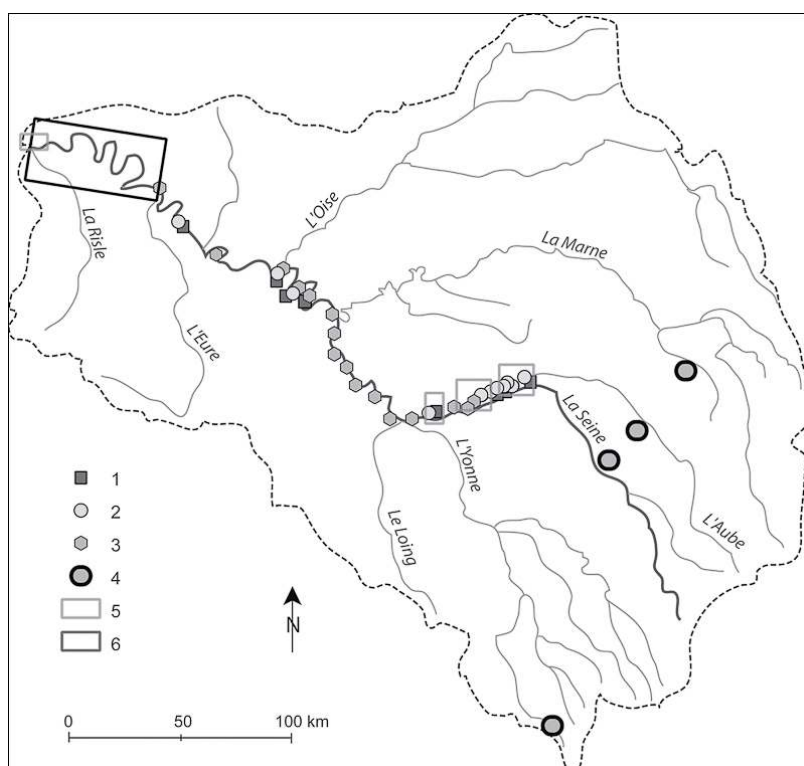 L'Oise
La Marne
La Risle
L'Eure
La Seine
L'Yonne
Le Loing
L'Aube
1
2
3
4
5
6
N
0 50 100 km